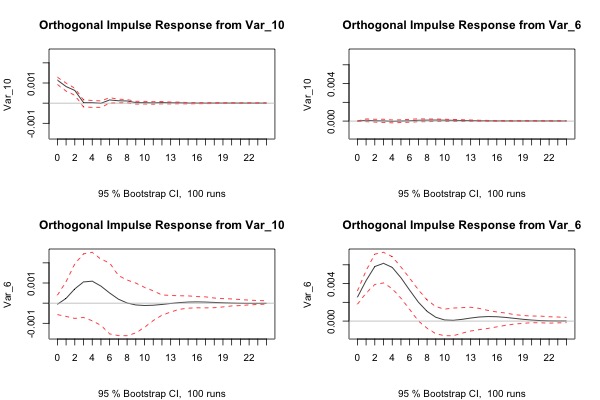 Orthogonal Impulse Response from Var_10
Var_10
0.001
-0.001
0 2 4 6 8 10 13 16 19 22
95 % Bootstrap CI, 100 runs
Orthogonal Impulse Response from Var_6
Var_10
0.004
0.000
0 2 4 6 8 10 13 16 19 22
95 % Bootstrap CI, 100 runs
Orthogonal Impulse Response from Var_10
Var_6
0.001
-0.001
0 2 4 6 8 10 13 16 19 22
95 % Bootstrap CI, 100 runs
Orthogonal Impulse Response from Var_6
Var_6
0.004
0.000
0 2 4 6 8 10 13 16 19 22
95 % Bootstrap CI, 100 runs